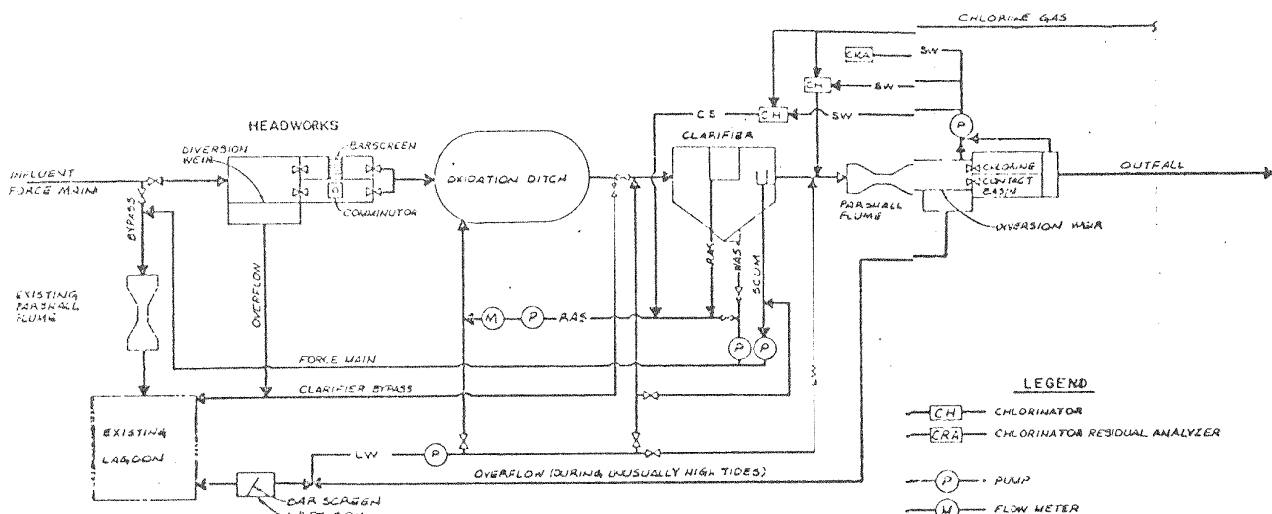 CHLORINE GAS
CRA
SW
CH
SW
CS
CH
SW
P
HEADWORKS
DIVERSION
WEIR
BARSCREEN
CLARIFIER
INFLUENT
FORCE MAIN
OXIDATION DITCH
CHLORINE
CONTACT
BASIN
OUTFALL
COMMINUTOR
PARSHALL
FLUME
DIVERSION WEIR
BYPASS
RAS
WAS
SCUM
EXISTING
PARSHALL
FLUME
OVERFLOW
M
P
RAS
P
P
FORCE MAIN
LW
CLARIFIER BYPASS
LEGEND
CH
CHLORINATOR
EXISTING
LAGOON
CRA
CHLORINATOR RESIDUAL ANALYZER
LW
P
OVERFLOW (DURING UNUSUALLY HIGH TIDES)
P
PUMP
BAR SCREEN
M
FLOW METER